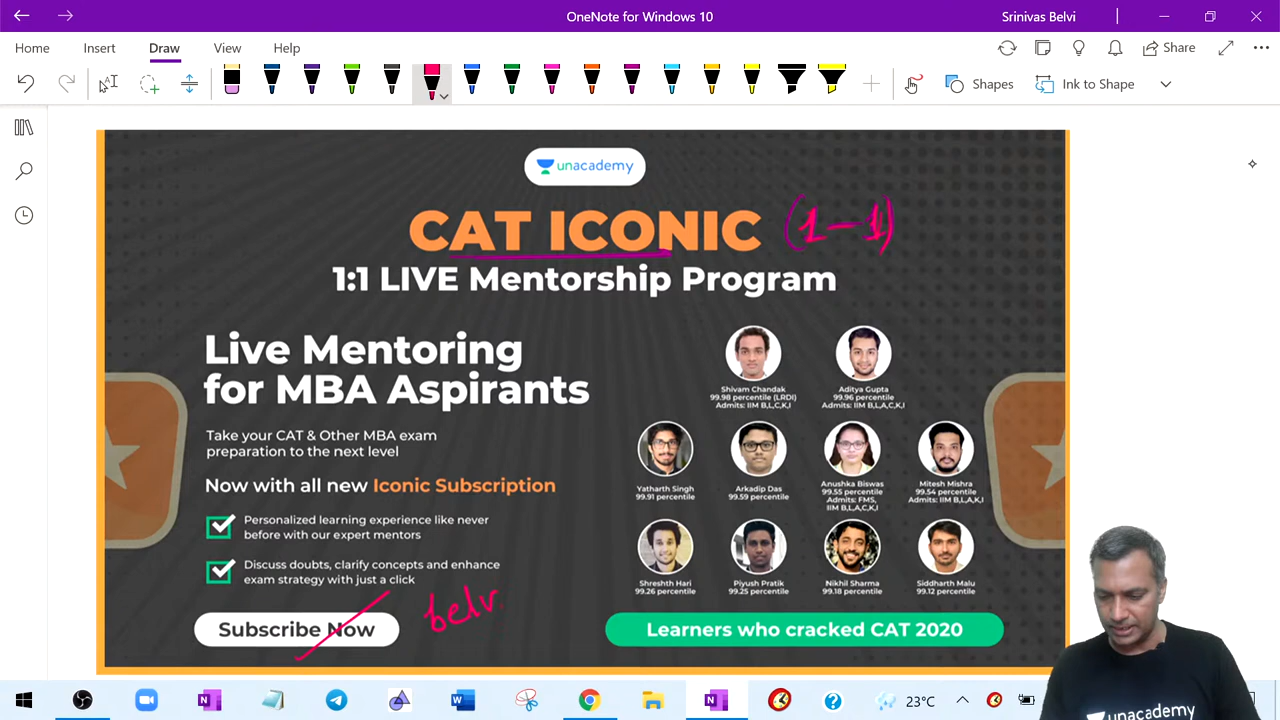 OneNote for Windows 10
Srinivas Belvi
Home Insert Draw View Help
Share
Shapes
Ink to Shape
unacademy
CAT ICONIC (1-1)
1:1 LIVE Mentorship Program
Live Mentoring
for MBA Aspirants
Take your CAT & Other MBA exam
preparation to the next level
Now with all new Iconic Subscription
Personalized learning experience like never
before with our expert mentors
Discuss doubts, clarify concepts and enhance
exam strategy with just a click
Subscribe Now
belv
Shivam Chandak
99.98 percentile (LRDI)
Admits: IIM B,L,C,K,I
Aditya Gupta
99.96 percentile
Admits: IIM B,L,A,C,K,I
Yatharth Singh
99.91 percentile
Arkadip Das
99.59 percentile
Anushka Biswas
99.55 percentile
Admits: FMS,
IIM B,L,A,C,K,I
Mitesh Mishra
99.54 percentile
Admits: IIM B,L,A,K,I
Shreshth Hari
99.26 percentile
Piyush Pratik
99.25 percentile
Nikhil Sharma
99.18 percentile
Siddharth Malu
99.12 percentile
Learners who cracked CAT 2020
23°C
unacademy